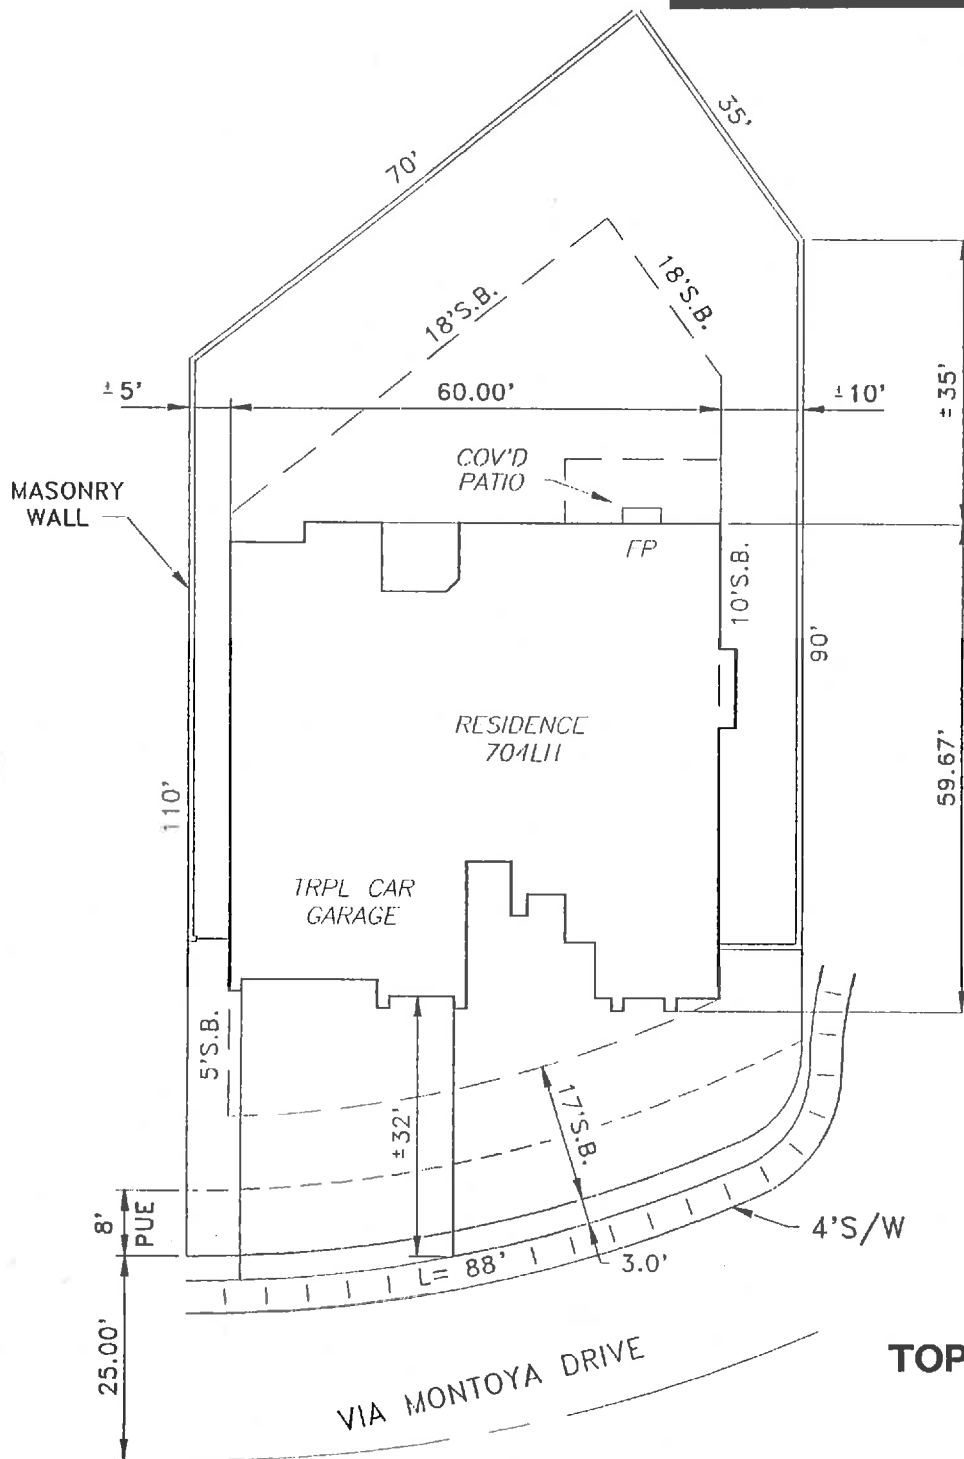 35'
70'
18'S.B.
18'S.B.
±5'
60.00'
±10'
±35'
COV'D
PATIO
MASONRY
WALL
FP
10'S.B.
90'
RESIDENCE
704LH
59.67'
110'
TRPL CAR
GARAGE
5'S.B.
±32'
17'S.B.
8'
PUE
4'S/W
3.0'
L= 88'
25.00'
VIA MONTOYA DRIVE
TOP